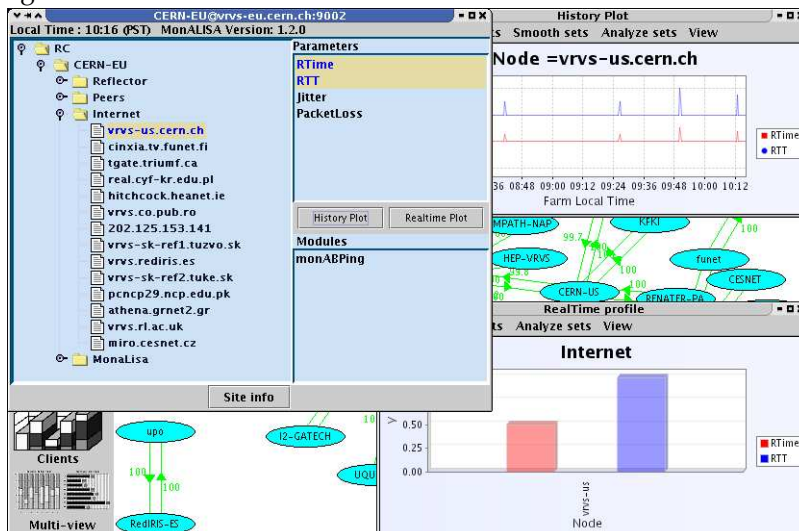 CERN-EU@vrvs-eu.cern.ch:9002
Local Time : 10:16 (PST) MonALISA Version: 1.2.0
RC
CERN-EU
Reflector
Peers
Internet
vrvs-us.cern.ch
cinxia.tv.funet.fi
tgate.triumf.ca
real.cyf-kr.edu.pl
hitchcock.heanet.ie
vrvs.co.pub.ro
202.125.153.141
vrvs-sk-ref1.tuzvo.sk
vrvs.rediris.es
vrvs-sk-ref2.tuke.sk
pcncp29.ncp.edu.pk
athena.grnet2.gr
vrvs.rl.ac.uk
miro.cesnet.cz
MonaLisa
Parameters
RTime
RTT
Jitter
PacketLoss
History Plot
Realtime Plot
Modules
monABPing
Site info
History Plot
Smooth sets Analyze sets View
Node =vrvs-us.cern.ch
36 08:48 09:00 09:12 09:24 09:36 09:48 10:00 10:12
Farm Local Time
RTime
RTT
MPATH-NAP
KFKI
99.7
100
100
HEP-VRVS
funet
CESNET
100
100
CERN-US
RENATER-PA
RealTime profile
Analyze sets View
Internet
0.50
0.25
0.00
vrvs-us
Node
RTime
RTT
Clients
Multi-view
upo
I2-GATECH
10
UQU
100
100
RedIRIS-ES